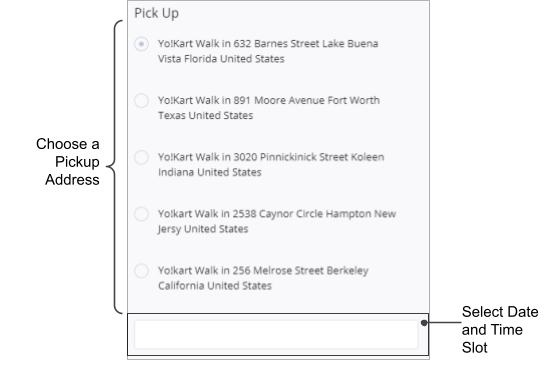 Pick Up
Yo!Kart Walk in 632 Barnes Street Lake Buena
Vista Florida United States
Yo!Kart Walk in 891 Moore Avenue Fort Worth
Texas United States
Choose a
Pickup
Address
Yo!Kart Walk in 3020 Pinnickinick Street Koleen
Indiana United States
Yo!Kart Walk in 2538 Caynor Circle Hampton New
Jersy United States
Yo!kart Walk in 256 Melrose Street Berkeley
California United States
Select Date
and Time
Slot